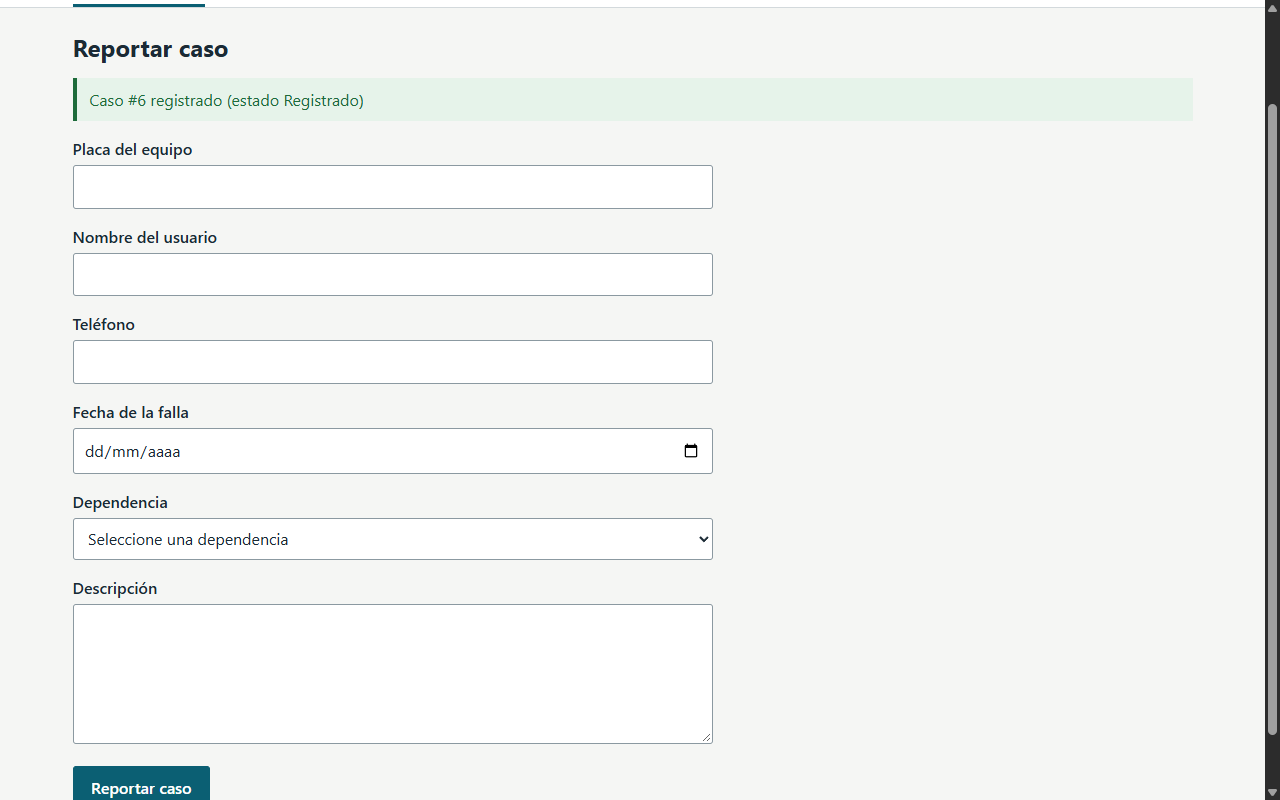 Reportar caso
Caso #6 registrado (estado Registrado)
Placa del equipo
Nombre del usuario
Teléfono
Fecha de la falla
dd/mm/aaaa
Dependencia
Seleccione una dependencia
Descripción
Reportar caso